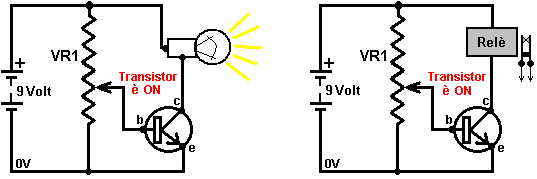 +
9 Volt
0V
VR1
Transistor
è ON
b
c
e
+
9 Volt
0V
VR1
Transistor
è ON
b
c
e
Relè